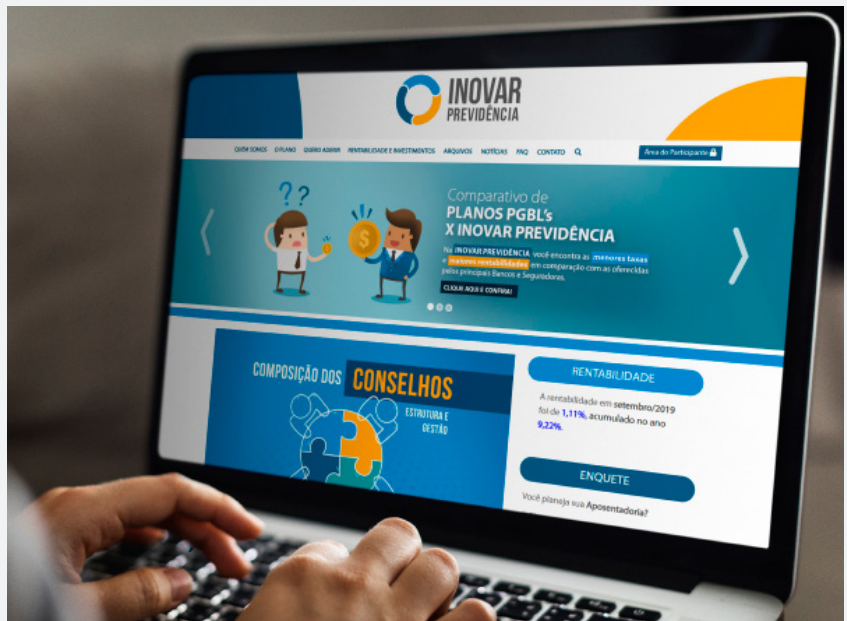 INOVAR
PREVIDÊNCIA
QUEM SOMOS O PLANO QUERO ADERIR RENTABILIDADE E INVESTIMENTOS ARQUIVOS NOTÍCIAS FAQ CONTATO
Área do Participante
? ?
Comparativo de
PLANOS PGBL's
X INOVAR PREVIDÊNCIA
Na INOVAR PREVIDÊNCIA você encontra as menores taxas
e maiores rentabilidades em comparação com as oferecidas
pelos principais Bancos e Seguradoras.
CLIQUE AQUI E CONFIRA!
$
COMPOSIÇÃO DOS CONSELHOS
ESTRUTURA E
GESTÃO
RENTABILIDADE
A rentabilidade em setembro/2019
foi de 1,11%, acumulado no ano
9,22%.
ENQUETE
Você planeja sua Aposentadoria?